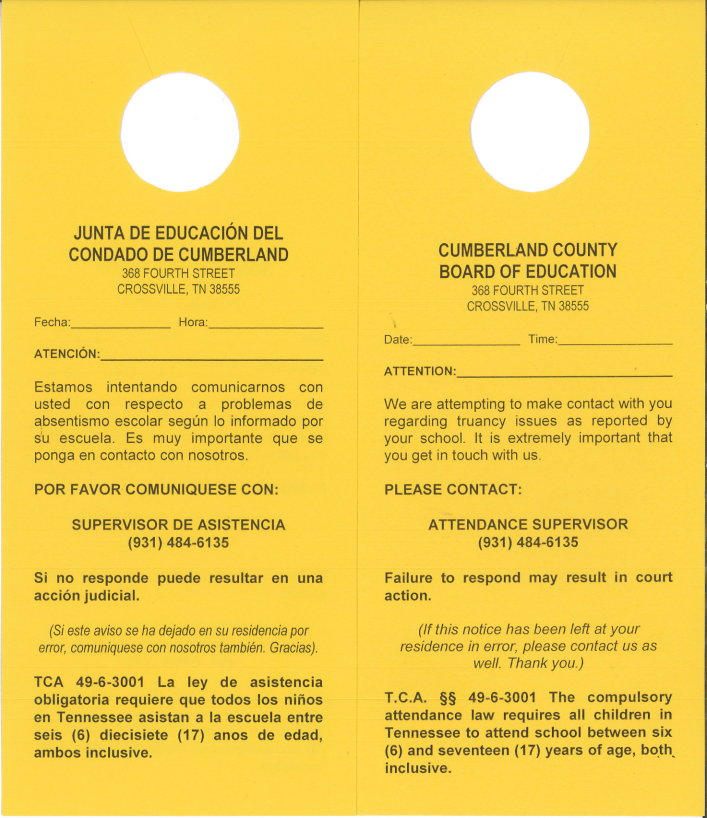 JUNTA DE EDUCACIÓN DEL
CONDADO DE CUMBERLAND
368 FOURTH STREET
CROSSVILLE, TN 38555
Fecha:_______________ Hora:_________________
ATENCIÓN:_________________________________
Estamos intentando comunicarnos con
usted con respecto a problemas de
absentismo escolar según lo informado por
su escuela. Es muy importante que se
ponga en contacto con nosotros.
POR FAVOR COMUNIQUESE CON:
SUPERVISOR DE ASISTENCIA
(931) 484-6135
Si no responde puede resultar en una
acción judicial.
(Si este aviso se ha dejado en su residencia por
error, comuniquese con nosotros también. Gracias).
TCA 49-6-3001 La ley de asistencia
obligatoria requiere que todos los niños
en Tennessee asistan a la escuela entre
seis (6) diecisiete (17) anos de edad,
ambos inclusive.
CUMBERLAND COUNTY
BOARD OF EDUCATION
368 FOURTH STREET
CROSSVILLE, TN 38555
Date:________________ Time:_________________
ATTENTION:________________________________
We are attempting to make contact with you
regarding truancy issues as reported by
your school. It is extremely important that
you get in touch with us.
PLEASE CONTACT:
ATTENDANCE SUPERVISOR
(931) 484-6135
Failure to respond may result in court
action.
(If this notice has been left at your
residence in error, please contact us as
well. Thank you.)
T.C.A. §§ 49-6-3001 The compulsory
attendance law requires all children in
Tennessee to attend school between six
(6) and seventeen (17) years of age, both
inclusive.